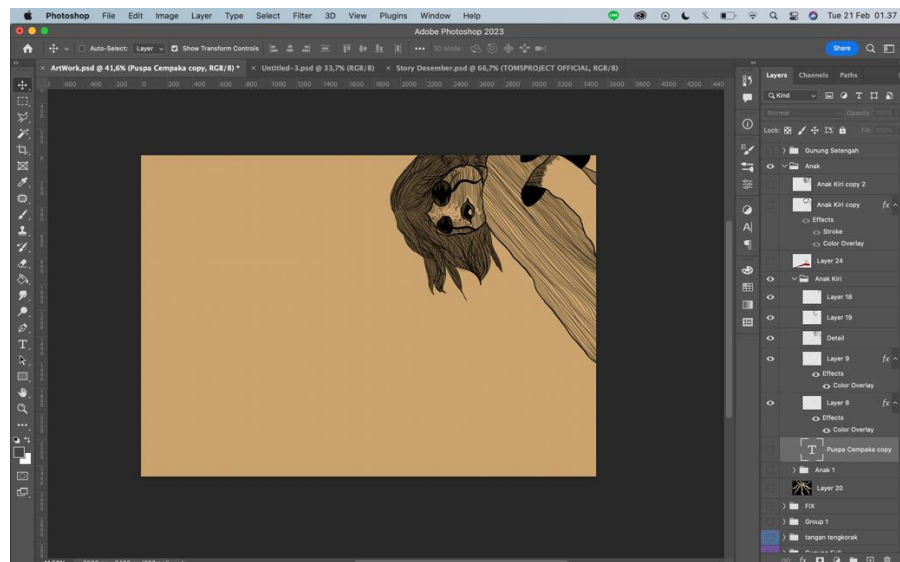 Photoshop File Edit Image Layer Type Select Filter 3D View Plugins Window Help Tue 21 Feb 01.37
Adobe Photoshop 2023
Auto-Select: Layer Show Transform Controls 3D Mode: Share
ArtWork.psd @ 41,6% (Puspa Cempaka copy, RGB/8) * × Untitled-3.psd @ 33,7% (RGB/8) × Story Desember.psd @ 66,7% (TOMSPROJECT OFFICIAL, RGB/8)
600 400 200 0 200 400 600 800 1000 1200 1400 1600 1800 2000 2200 2400 2600 2800 3000 3200 3400 3600 3800 4000 4200 440
Layers Channels Paths
Kind
Normal Opacity: 100%
Lock: Fill: 100%
Gunung Setengah
Anak
Anak Kiri copy 2
Anak Kiri copy fx
Effects
Stroke
Color Overlay
Layer 24
Anak Kiri
Layer 18
Layer 19
Detail
Layer 9 fx
Effects
Color Overlay
Layer 8 fx
Effects
Color Overlay
T Puspa Cempaka copy
Anak 1
Layer 20
FIX
Group 1
tangan tengkorak